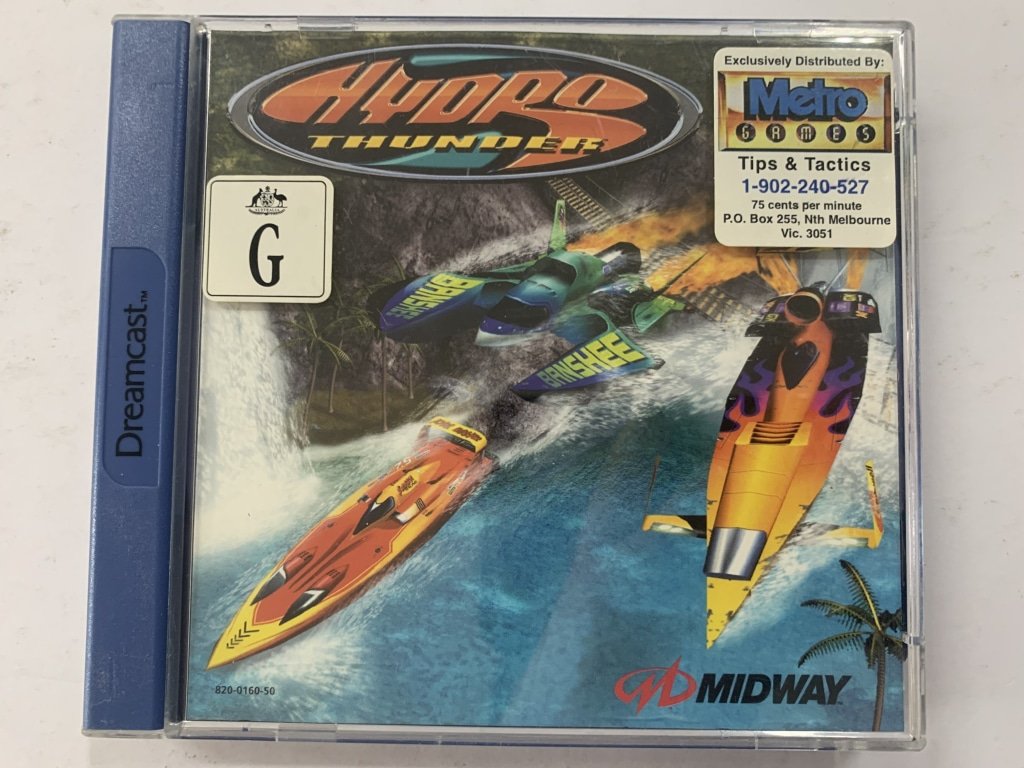 HYDRO
THUNDER
Exclusively Distributed By:
Metro
GAMES
Tips & Tactics
1-902-240-527
75 cents per minute
P.O. Box 255, Nth Melbourne
Vic. 3051
AUSTRALIA
G
Dreamcast™
BANSHEE
BANSHEE
820-0160-50
MIDWAY